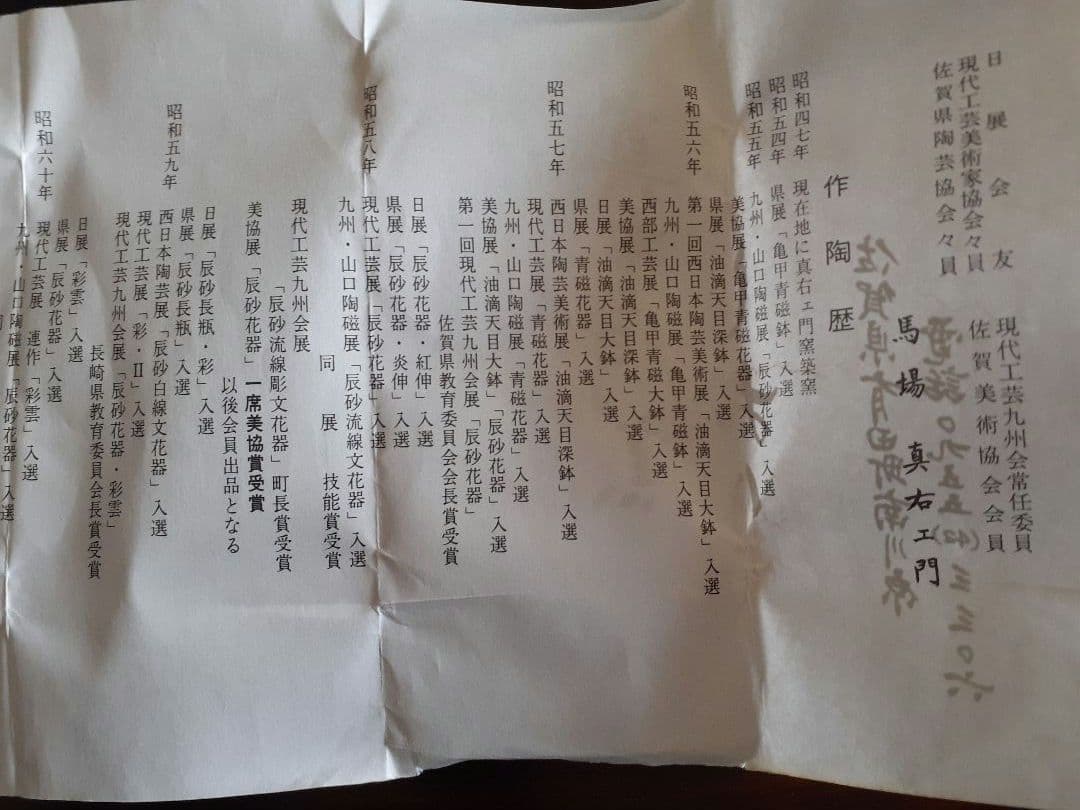 日展会友
現代工芸美術家協会々員
佐賀県陶芸協会々員
現代工芸九州会常任委員
佐賀美術協会会員
電話〇九五五(42)三三〇六
馬場真右ェ門
佐賀県有田町南川原
作陶歴
昭和四七年 現在地に真右ェ門窯築窯
昭和五四年 県展「亀甲青磁鉢」入選
九州・山口陶磁展「辰砂花器」入選
昭和五五年 美協展「亀甲青磁花器」入選
県展「油滴天目深鉢」入選
昭和五六年 第一回西日本陶芸美術展「油滴天目大鉢」入選
九州・山口陶磁展「亀甲青磁鉢」入選
西部工芸展「亀甲青磁大鉢」入選
美協展「油滴天目深鉢」入選
日展「油滴天目大鉢」入選
県展「青磁花器」入選
昭和五七年 西日本陶芸美術展「油滴天目深鉢」入選
現代工芸展「青磁花器」入選
九州・山口陶磁展「青磁花器」入選
美協展「油滴天目大鉢」「辰砂花器」入選
第一回現代工芸九州会展「辰砂花器」
佐賀県教育委員会会長賞受賞
日展「辰砂花器・紅伸」入選
県展「辰砂花器・炎伸」入選
昭和五八年 現代工芸展「辰砂花器」入選
九州・山口陶磁展「辰砂流線文花器」入選
同展 技能賞受賞
現代工芸九州会展
「辰砂流線彫文花器」町長賞受賞
美協展「辰砂花器」一席美協賞受賞
以後会員出品となる
日展「辰砂長瓶・彩」入選
県展「辰砂長瓶」入選
昭和五九年 西日本陶芸展「辰砂白線文花器」入選
現代工芸展「彩・Ⅱ」入選
現代工芸九州会展「辰砂花器・彩雲」
長崎県教育委員会長賞受賞
日展「彩雲」入選
県展「辰砂花器」入選
昭和六十年 現代工芸展 連作「彩雲」入選
九州・山口陶磁展「辰砂花器」入選